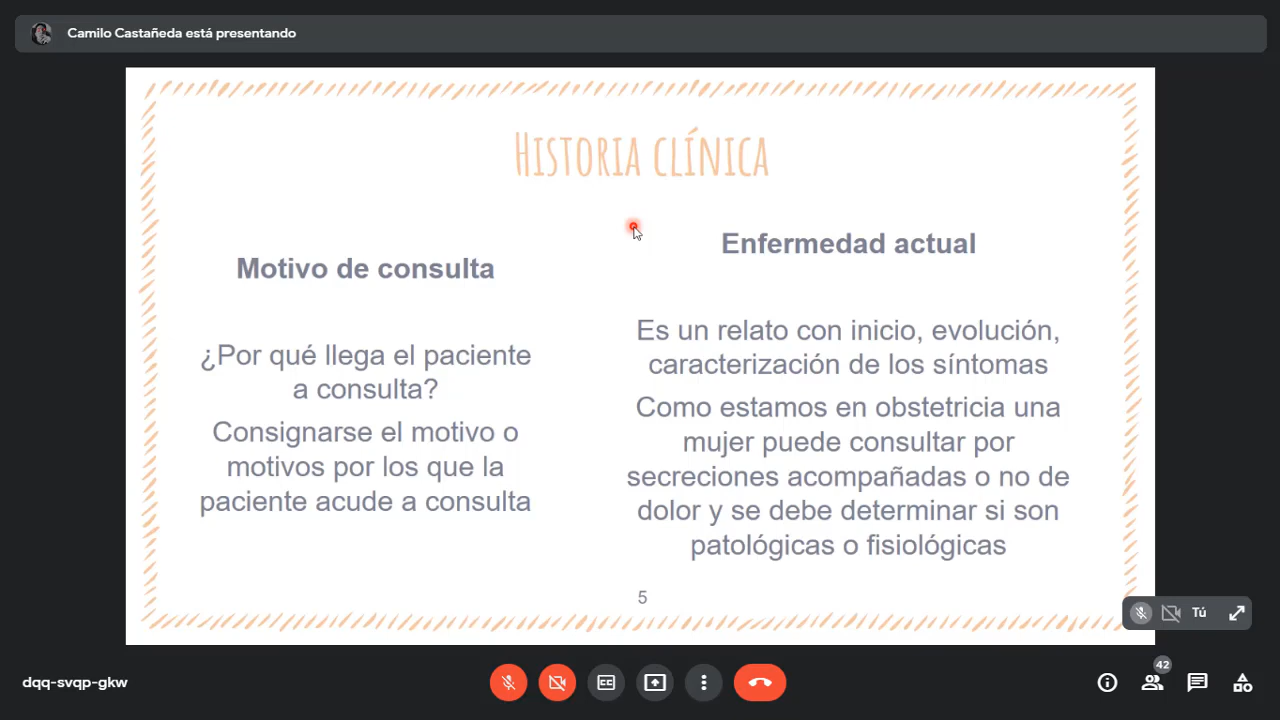 Camilo Castañeda está presentando
Historia clínica
Motivo de consulta
¿Por qué llega el paciente
a consulta?
Consignarse el motivo o
motivos por los que la
paciente acude a consulta
Enfermedad actual
Es un relato con inicio, evolución,
caracterización de los síntomas
Como estamos en obstetricia una
mujer puede consultar por
secreciones acompañadas o no de
dolor y se debe determinar si son
patológicas o fisiológicas
5
Tú
dqq-svqp-gkw
CC
42